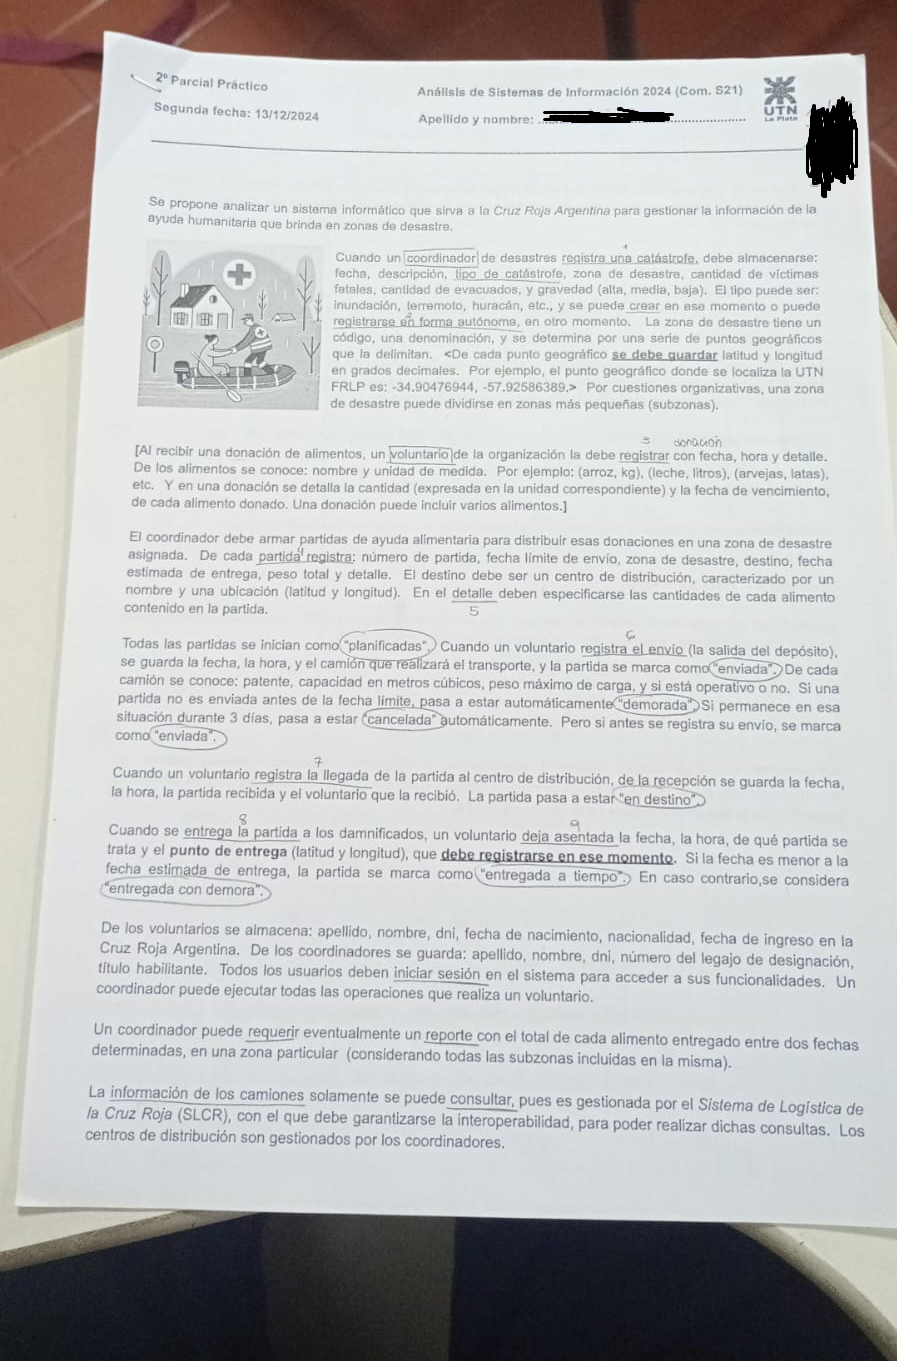 2º Parcial Práctico
Análisis de Sistemas de Información 2024 (Com. S21)
UTN
La Plata
Segunda fecha: 13/12/2024
Apellido y nombre:
Se propone analizar un sistema informático que sirva a la Cruz Roja Argentina para gestionar la información de la
ayuda humanitaria que brinda en zonas de desastre.
1
Cuando un coordinador de desastres registra una catástrofe, debe almacenarse:
fecha, descripción, tipo de catástrofe, zona de desastre, cantidad de víctimas
fatales, cantidad de evacuados, y gravedad (alta, media, baja). El tipo puede ser:
inundación, terremoto, huracán, etc., y se puede crear en ese momento o puede
registrarse en forma autónoma, en otro momento. La zona de desastre tiene un
código, una denominación, y se determina por una serie de puntos geográficos
que la delimitan. <De cada punto geográfico se debe guardar latitud y longitud
en grados decimales. Por ejemplo, el punto geográfico donde se localiza la UTN
FRLP es: -34.90476944, -57.92586389.> Por cuestiones organizativas, una zona
de desastre puede dividirse en zonas más pequeñas (subzonas).
3 donación
[Al recibir una donación de alimentos, un voluntario de la organización la debe registrar con fecha, hora y detalle.
De los alimentos se conoce: nombre y unidad de medida. Por ejemplo: (arroz, kg), (leche, litros), (arvejas, latas),
etc. Y en una donación se detalla la cantidad (expresada en la unidad correspondiente) y la fecha de vencimiento,
de cada alimento donado. Una donación puede incluir varios alimentos.]
El coordinador debe armar partidas de ayuda alimentaria para distribuir esas donaciones en una zona de desastre
asignada. De cada partida registra: número de partida, fecha límite de envío, zona de desastre, destino, fecha
estimada de entrega, peso total y detalle. El destino debe ser un centro de distribución, caracterizado por un
nombre y una ubicación (latitud y longitud). En el detalle deben especificarse las cantidades de cada alimento
contenido en la partida.
5
6
Todas las partidas se inician como "planificadas". Cuando un voluntario registra el envío (la salida del depósito),
se guarda la fecha, la hora, y el camión que realizará el transporte, y la partida se marca como "enviada". De cada
camión se conoce: patente, capacidad en metros cúbicos, peso máximo de carga, y si está operativo o no. Si una
partida no es enviada antes de la fecha límite, pasa a estar automáticamente "demorada". Si permanece en esa
situación durante 3 días, pasa a estar "cancelada" automáticamente. Pero si antes se registra su envío, se marca
como "enviada".
7
Cuando un voluntario registra la llegada de la partida al centro de distribución, de la recepción se guarda la fecha,
la hora, la partida recibida y el voluntario que la recibió. La partida pasa a estar "en destino".
8 9
Cuando se entrega la partida a los damnificados, un voluntario deja asentada la fecha, la hora, de qué partida se
trata y el punto de entrega (latitud y longitud), que debe registrarse en ese momento. Si la fecha es menor a la
fecha estimada de entrega, la partida se marca como "entregada a tiempo". En caso contrario,se considera
"entregada con demora".
De los voluntarios se almacena: apellido, nombre, dni, fecha de nacimiento, nacionalidad, fecha de ingreso en la
Cruz Roja Argentina. De los coordinadores se guarda: apellido, nombre, dni, número del legajo de designación,
título habilitante. Todos los usuarios deben iniciar sesión en el sistema para acceder a sus funcionalidades. Un
coordinador puede ejecutar todas las operaciones que realiza un voluntario.
Un coordinador puede requerir eventualmente un reporte con el total de cada alimento entregado entre dos fechas
determinadas, en una zona particular (considerando todas las subzonas incluidas en la misma).
La información de los camiones solamente se puede consultar, pues es gestionada por el Sistema de Logística de
la Cruz Roja (SLCR), con el que debe garantizarse la interoperabilidad, para poder realizar dichas consultas. Los
centros de distribución son gestionados por los coordinadores.